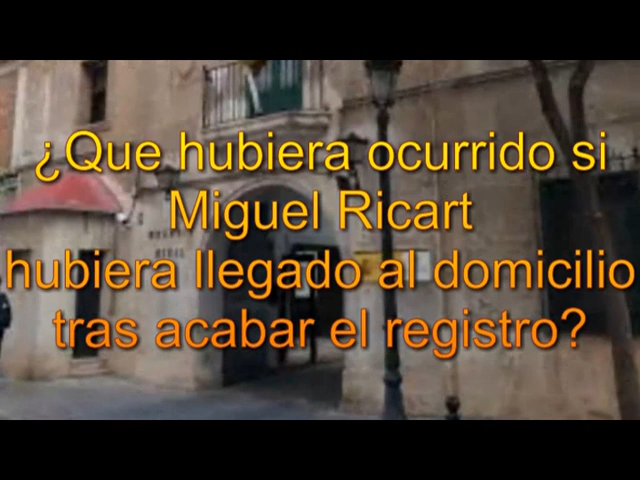 ¿Que hubiera ocurrido si
Miguel Ricart
hubiera llegado al domicilio
tras acabar el registro?